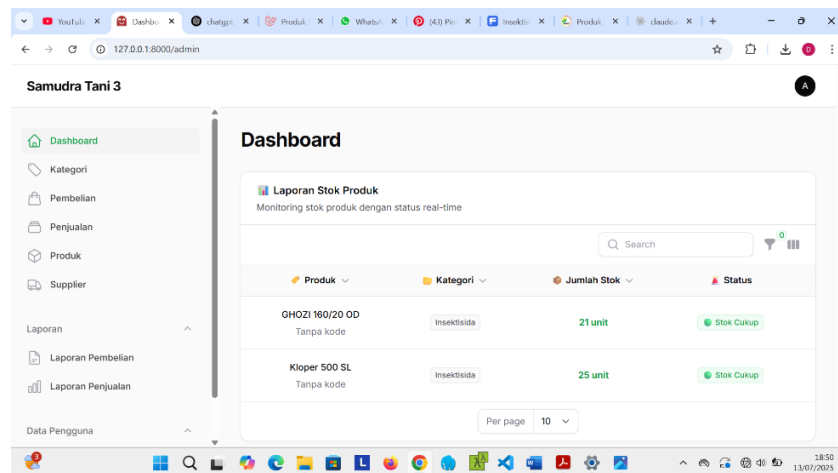 YouTub
Dashbo
chatgpt
Produk
WhatsA
(43) Pin
Insektis
Produk
claude.
127.0.0.1:8000/admin
D
Samudra Tani 3
A
Dashboard
Kategori
Pembelian
Penjualan
Produk
Supplier
Laporan
Laporan Pembelian
Laporan Penjualan
Data Pengguna
Dashboard
Laporan Stok Produk
Monitoring stok produk dengan status real-time
Search
0
Produk Kategori Jumlah Stok Status
GHOZI 160/20 OD
Tanpa kode
Insektisida
21 unit
Stok Cukup
Kloper 500 SL
Tanpa kode
Insektisida
25 unit
Stok Cukup
Per page 10
3
L
18:50
13/07/2025